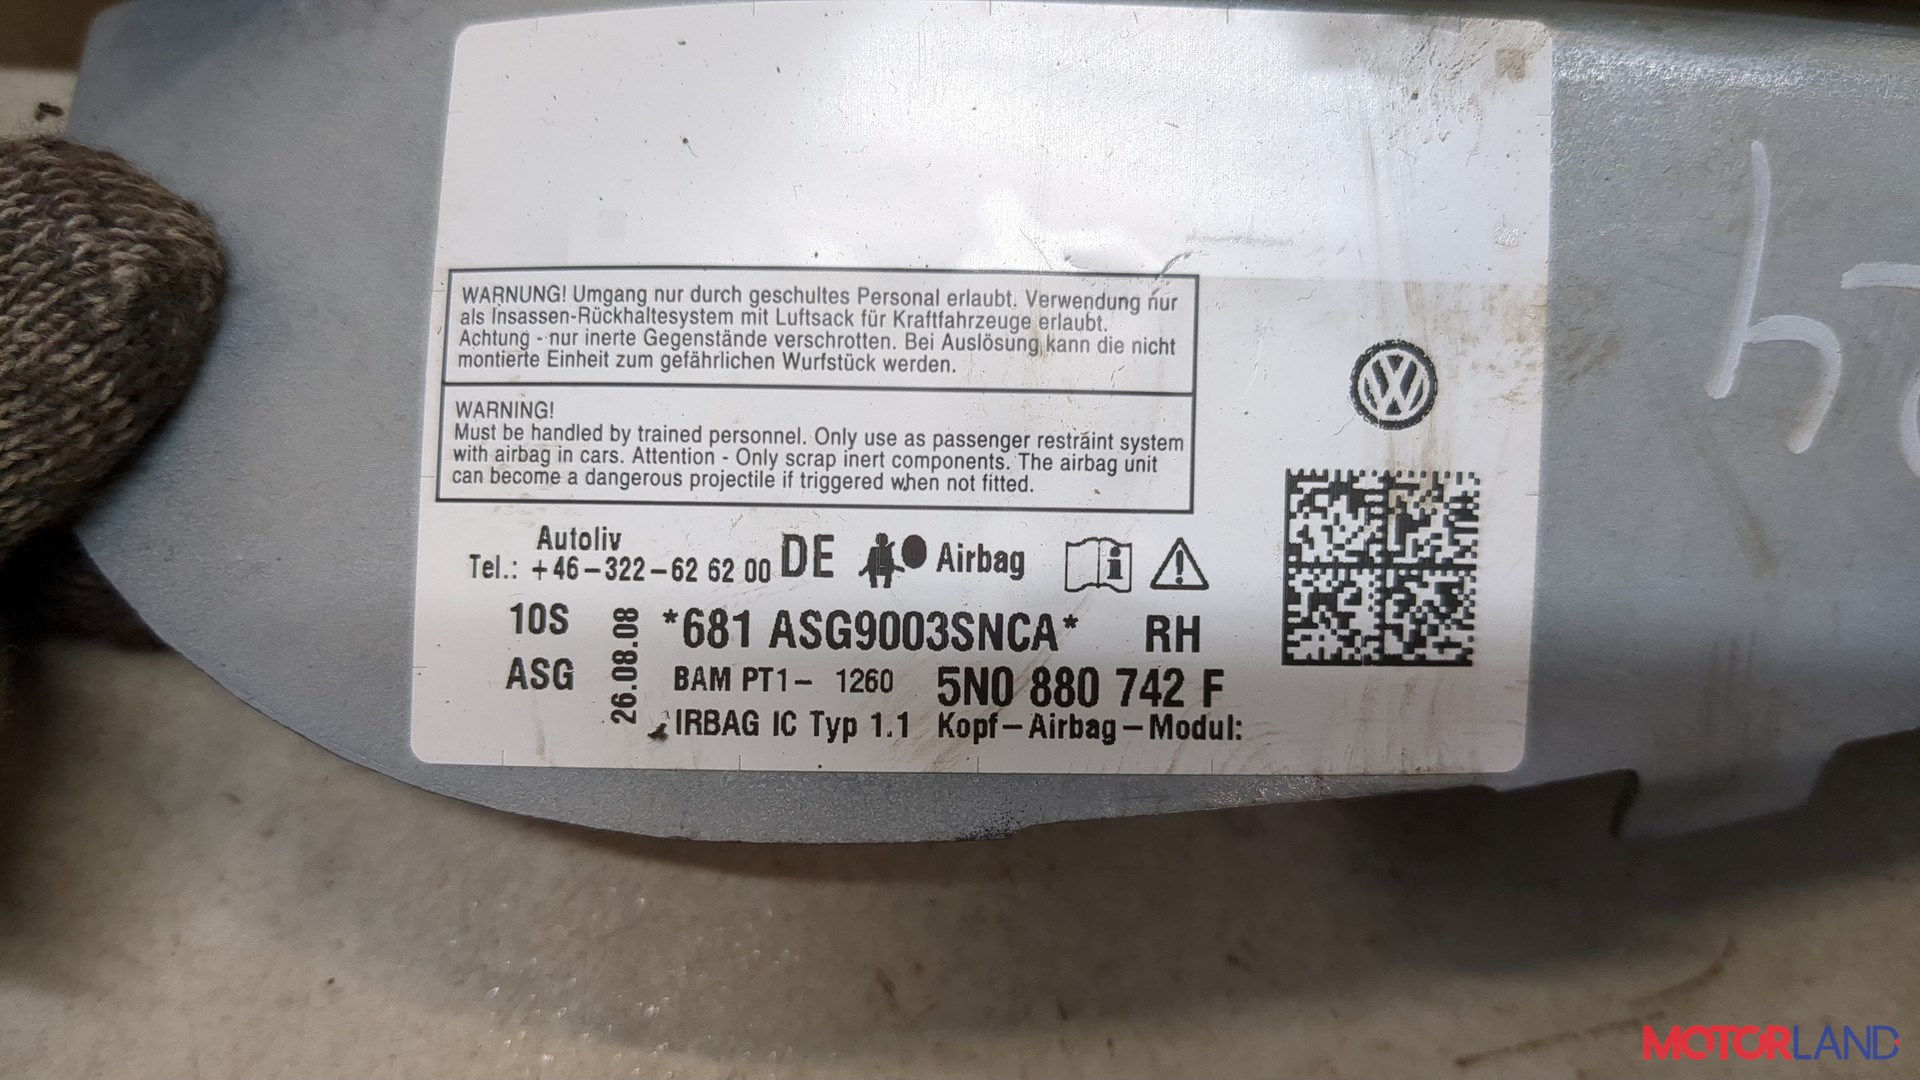 WARNUNG! Umgang nur durch geschultes Personal erlaubt. Verwendung nur
als Insassen-Rückhaltesystem mit Luftsack für Kraftfahrzeuge erlaubt.
Achtung - nur inerte Gegenstände verschrotten. Bei Auslösung kann die nicht
montierte Einheit zum gefährlichen Wurfstück werden.
WARNING!
Must be handled by trained personnel. Only use as passenger restraint system
with airbag in cars. Attention - Only scrap inert components. The airbag unit
can become a dangerous projectile if triggered when not fitted.
Autoliv
Tel.: +46-322-62 62 00 DE Airbag
10S
ASG
26.08.08
*681 ASG9003SNCA* RH
BAM PT1- 1260 5N0 880 742 F
IRBAG IC Typ 1.1 Kopf-Airbag-Modul:
MOTORLAND